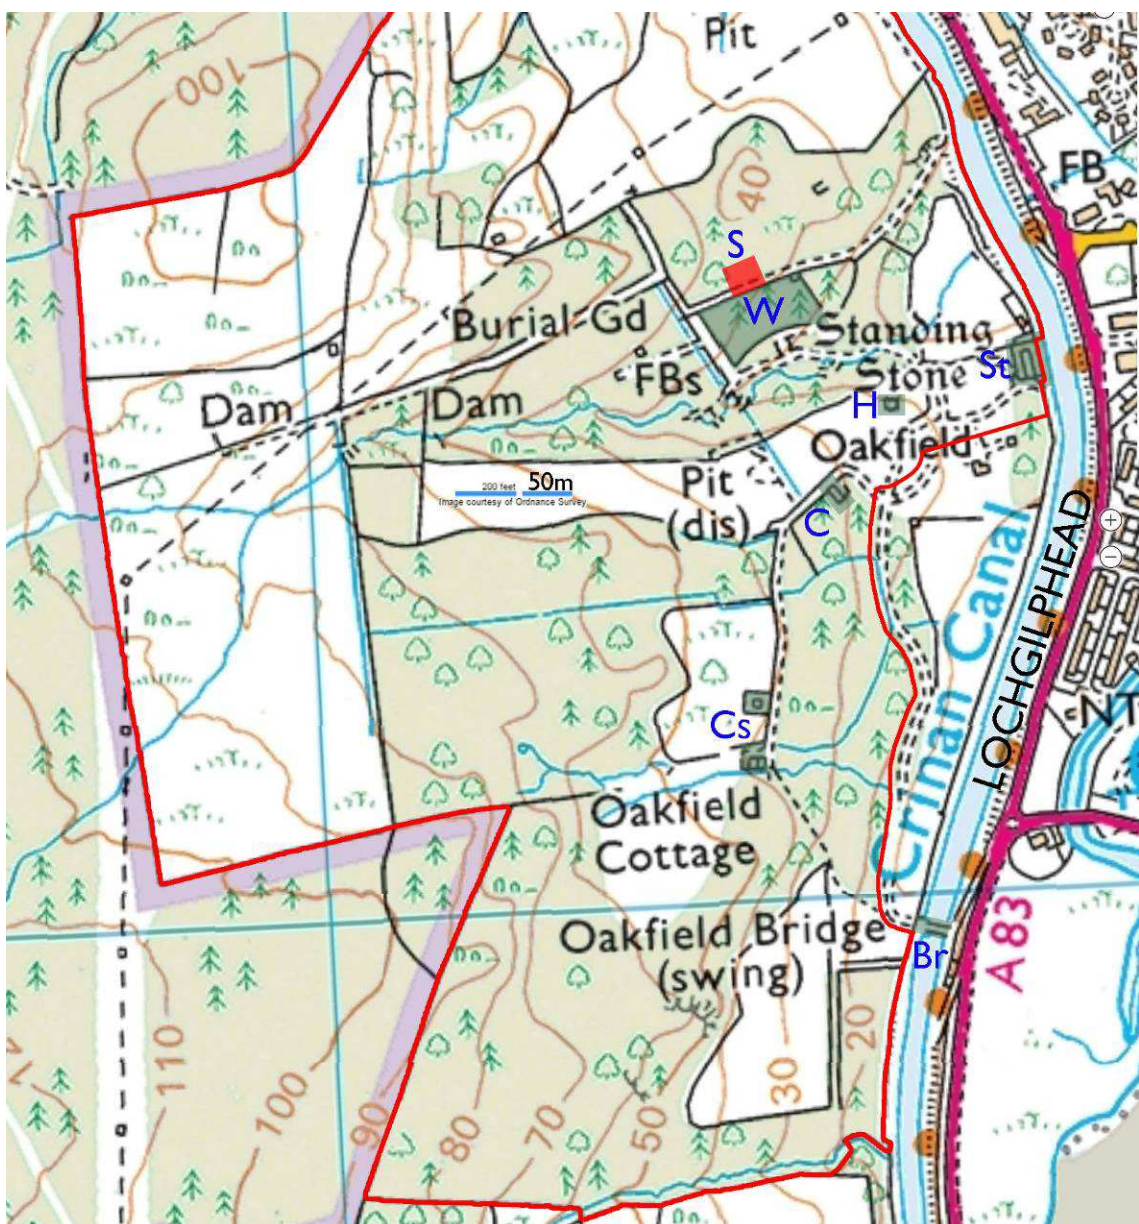 Pit
100
FB
40
S
W
Burial Gd
Standing
Stone
St
FBs
H
Dam
Dam
Oakfield
Pit
(dis)
200 feet
50m
Image courtesy of Ordnance Survey
C
Crinan Canal
LOCHGILPHEAD
+
−
NT
Cs
Oakfield
Cottage
Oakfield Bridge
(swing)
Br
A 83
110
100
90
80
70
50
30
20